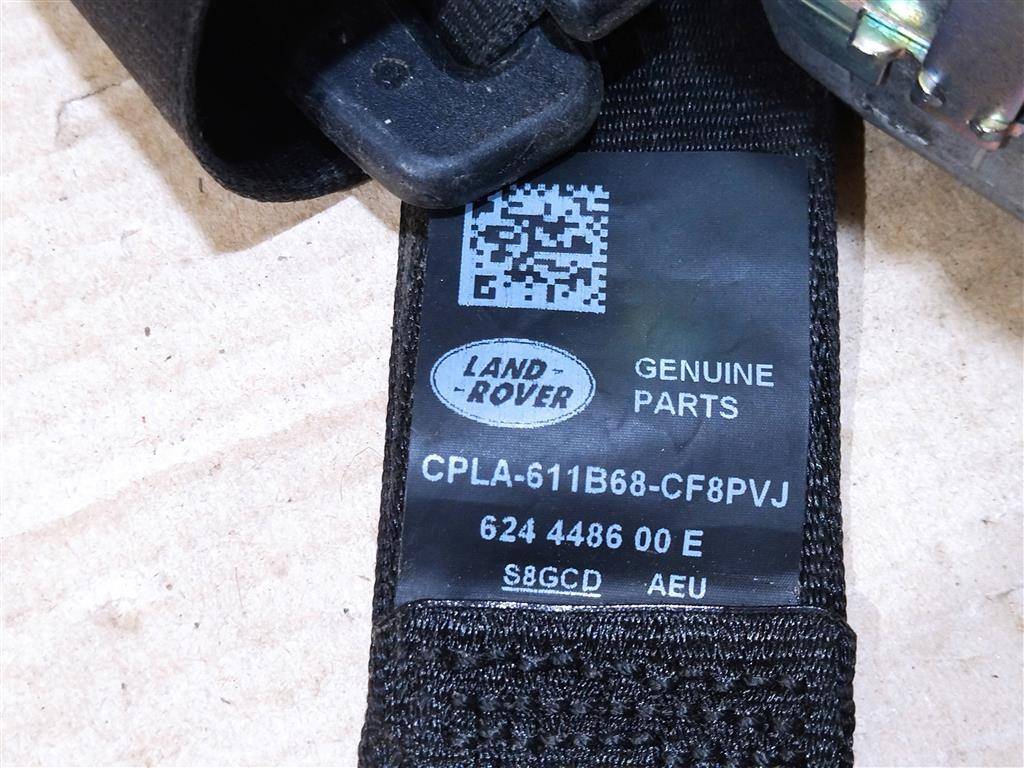 LAND-
-ROVER
GENUINE
PARTS
CPLA-611B68-CF8PVJ
624 4486 00 E
S8GCD AEU